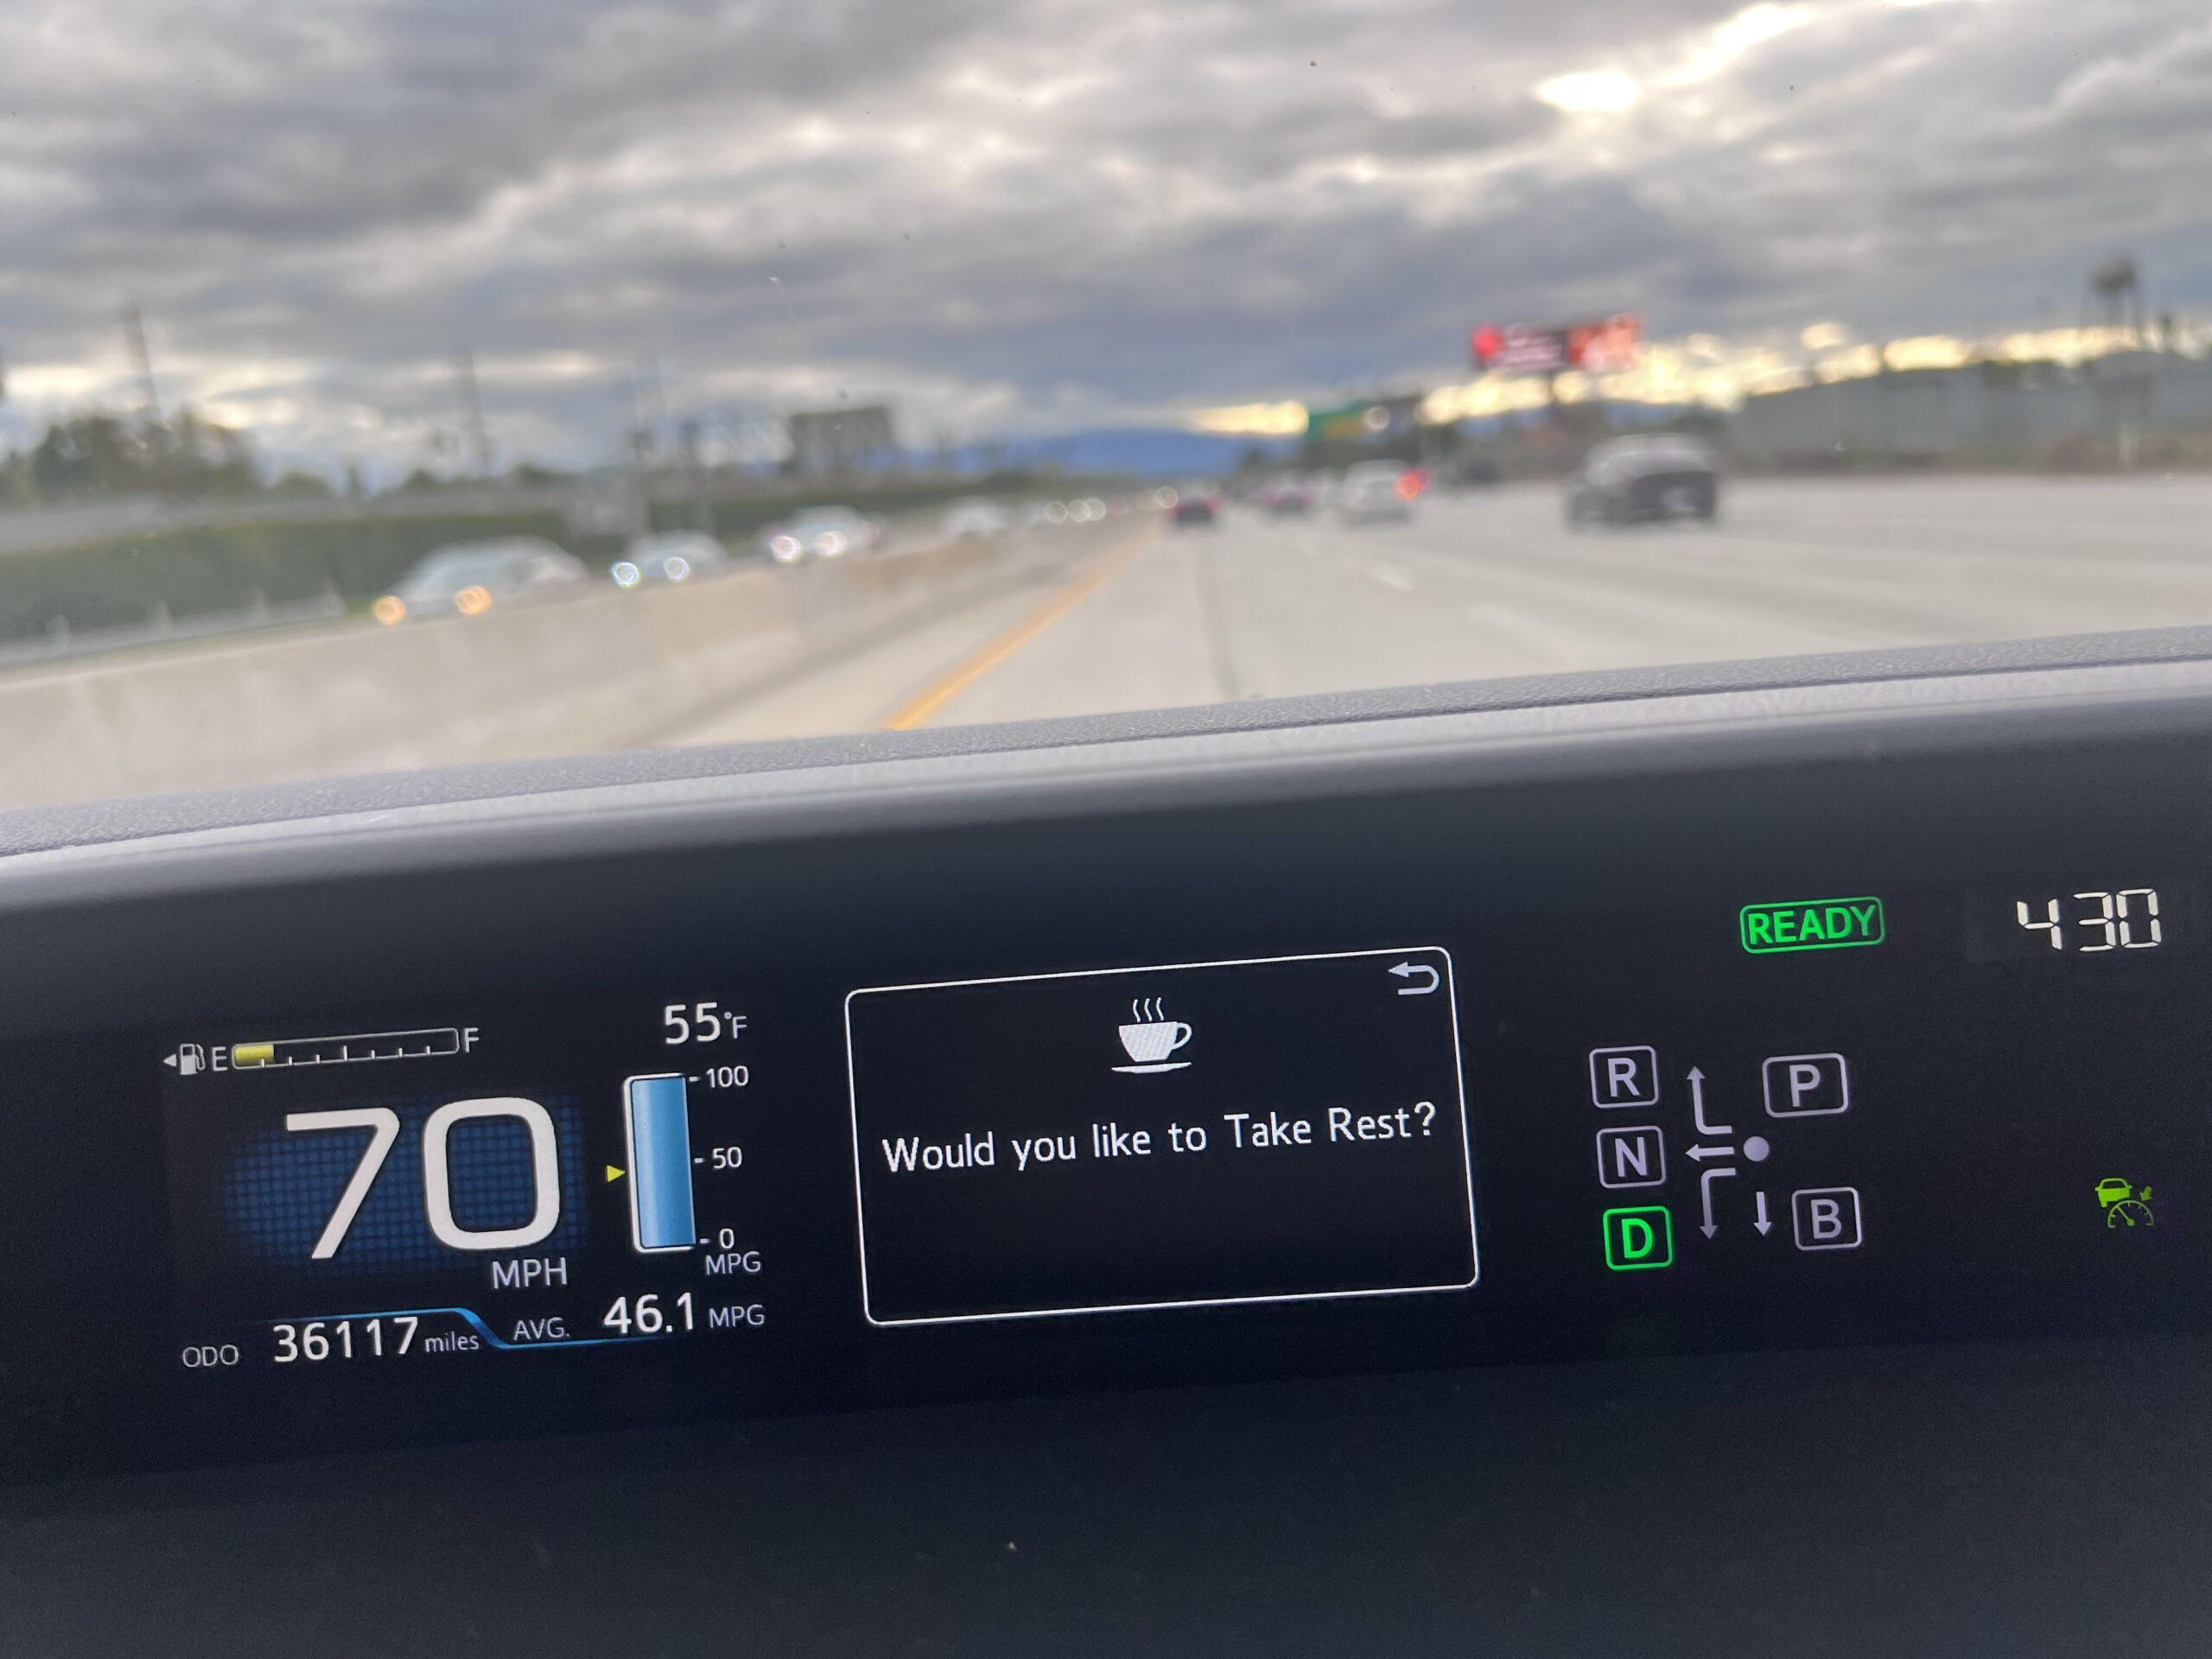 READY
430
E F
55°F
100
50
0
MPG
70
MPH
ODO 36117 miles AVG. 46.1 MPG
Would you like to Take Rest?
R P
N
D B